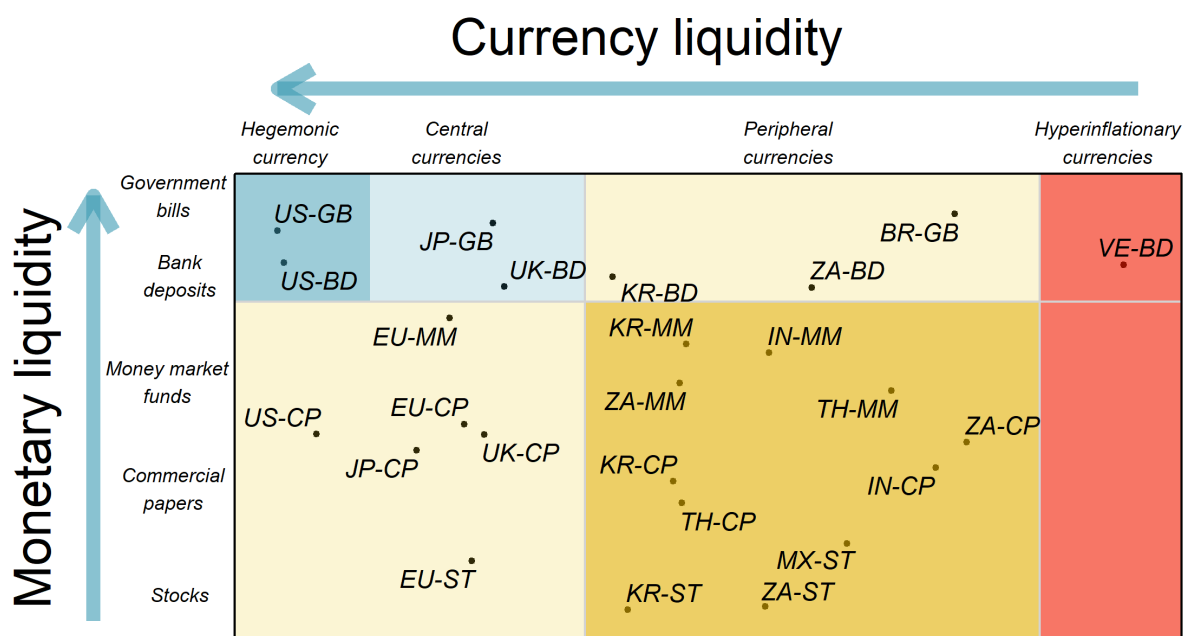 Currency liquidity
Hegemonic
currency
Central
currencies
Peripheral
currencies
Hyperinflationary
currencies
Monetary liquidity
Government
bills
Bank
deposits
Money market
funds
Commercial
papers
Stocks
US-GB
US-BD
JP-GB
UK-BD
BR-GB
ZA-BD
KR-BD
VE-BD
EU-MM
US-CP
EU-CP
JP-CP
UK-CP
EU-ST
KR-MM
IN-MM
ZA-MM
TH-MM
ZA-CP
KR-CP
IN-CP
TH-CP
MX-ST
KR-ST
ZA-ST